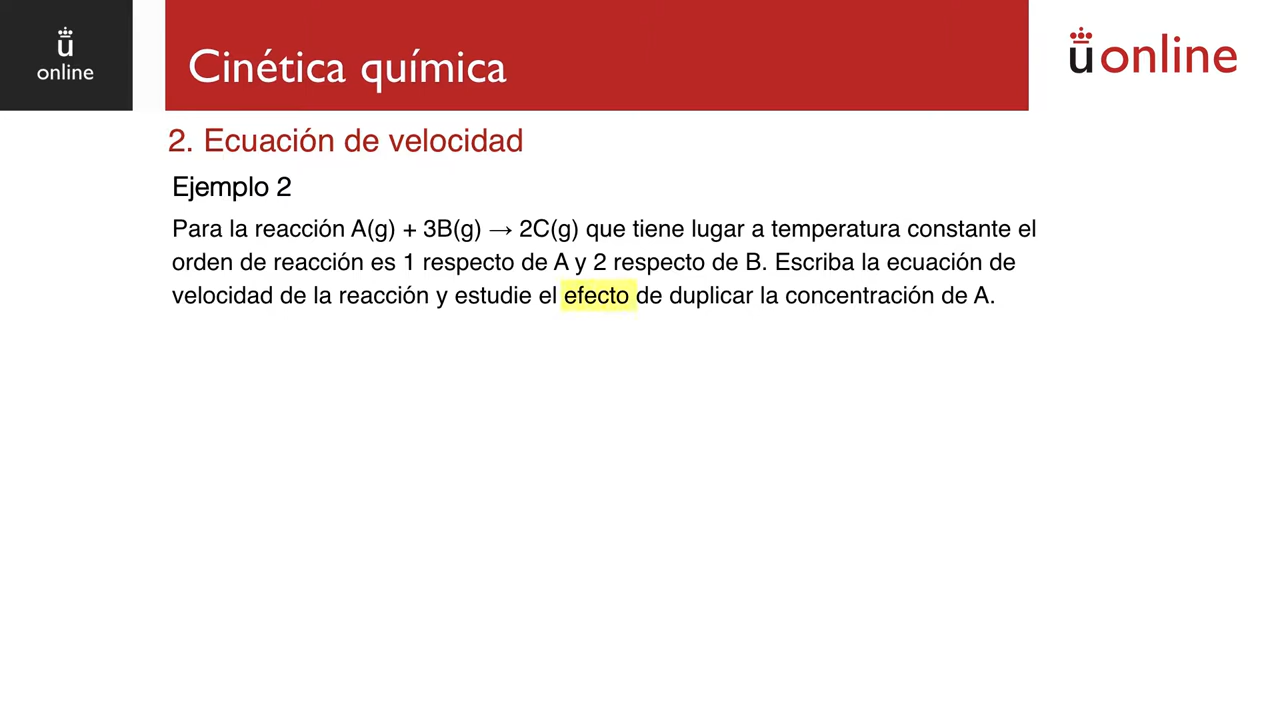 ü
online
Cinética química
üonline
2. Ecuación de velocidad
Ejemplo 2
Para la reacción A(g) + 3B(g) → 2C(g) que tiene lugar a temperatura constante el
orden de reacción es 1 respecto de A y 2 respecto de B. Escriba la ecuación de
velocidad de la reacción y estudie el efecto de duplicar la concentración de A.